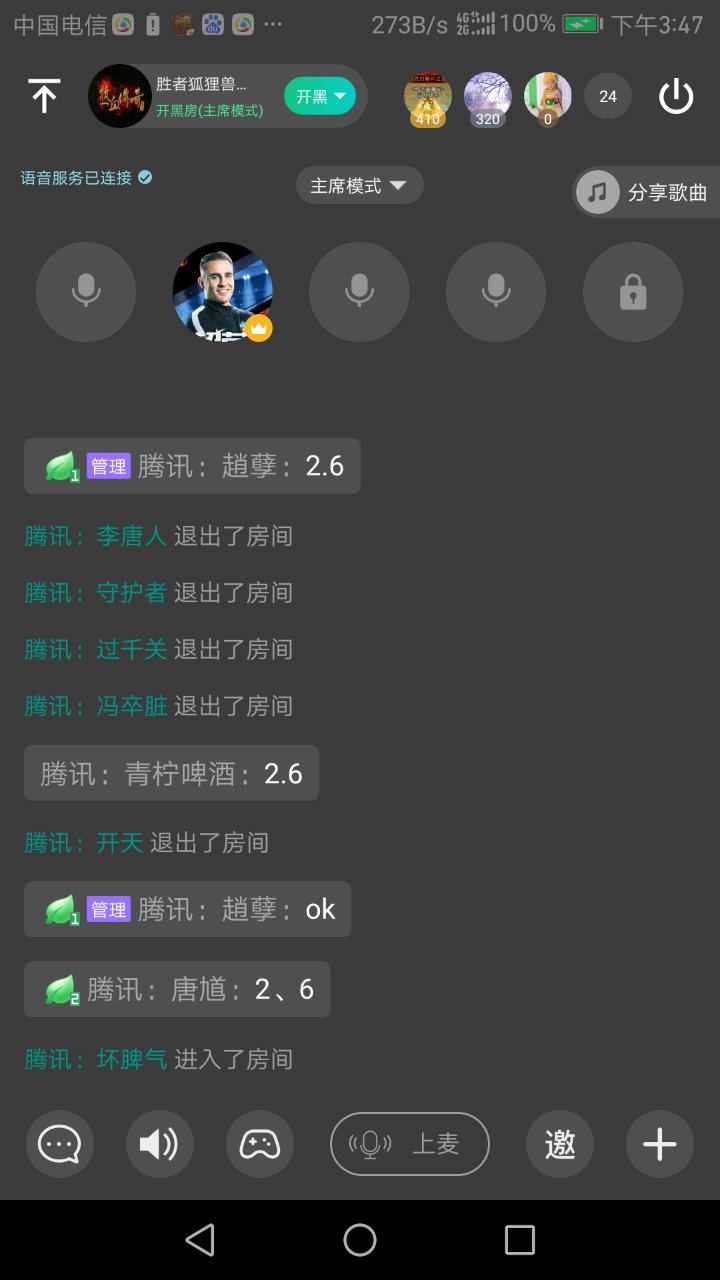 中国电信 ... 273B/s 4G 2G 100% 下午3:47
胜者狐狸兽...
开黑房(主席模式)
开黑
410 320 0 24
语音服务已连接
主席模式
分享歌曲
1 管理 腾讯：趙孽：2.6
腾讯：李唐人 退出了房间
腾讯：守护者 退出了房间
腾讯：过千关 退出了房间
腾讯：冯卒脏 退出了房间
腾讯：青柠啤酒：2.6
腾讯：开天 退出了房间
1 管理 腾讯：趙孽：ok
2 腾讯：唐馗：2、6
腾讯：坏脾气 进入了房间
上麦
邀